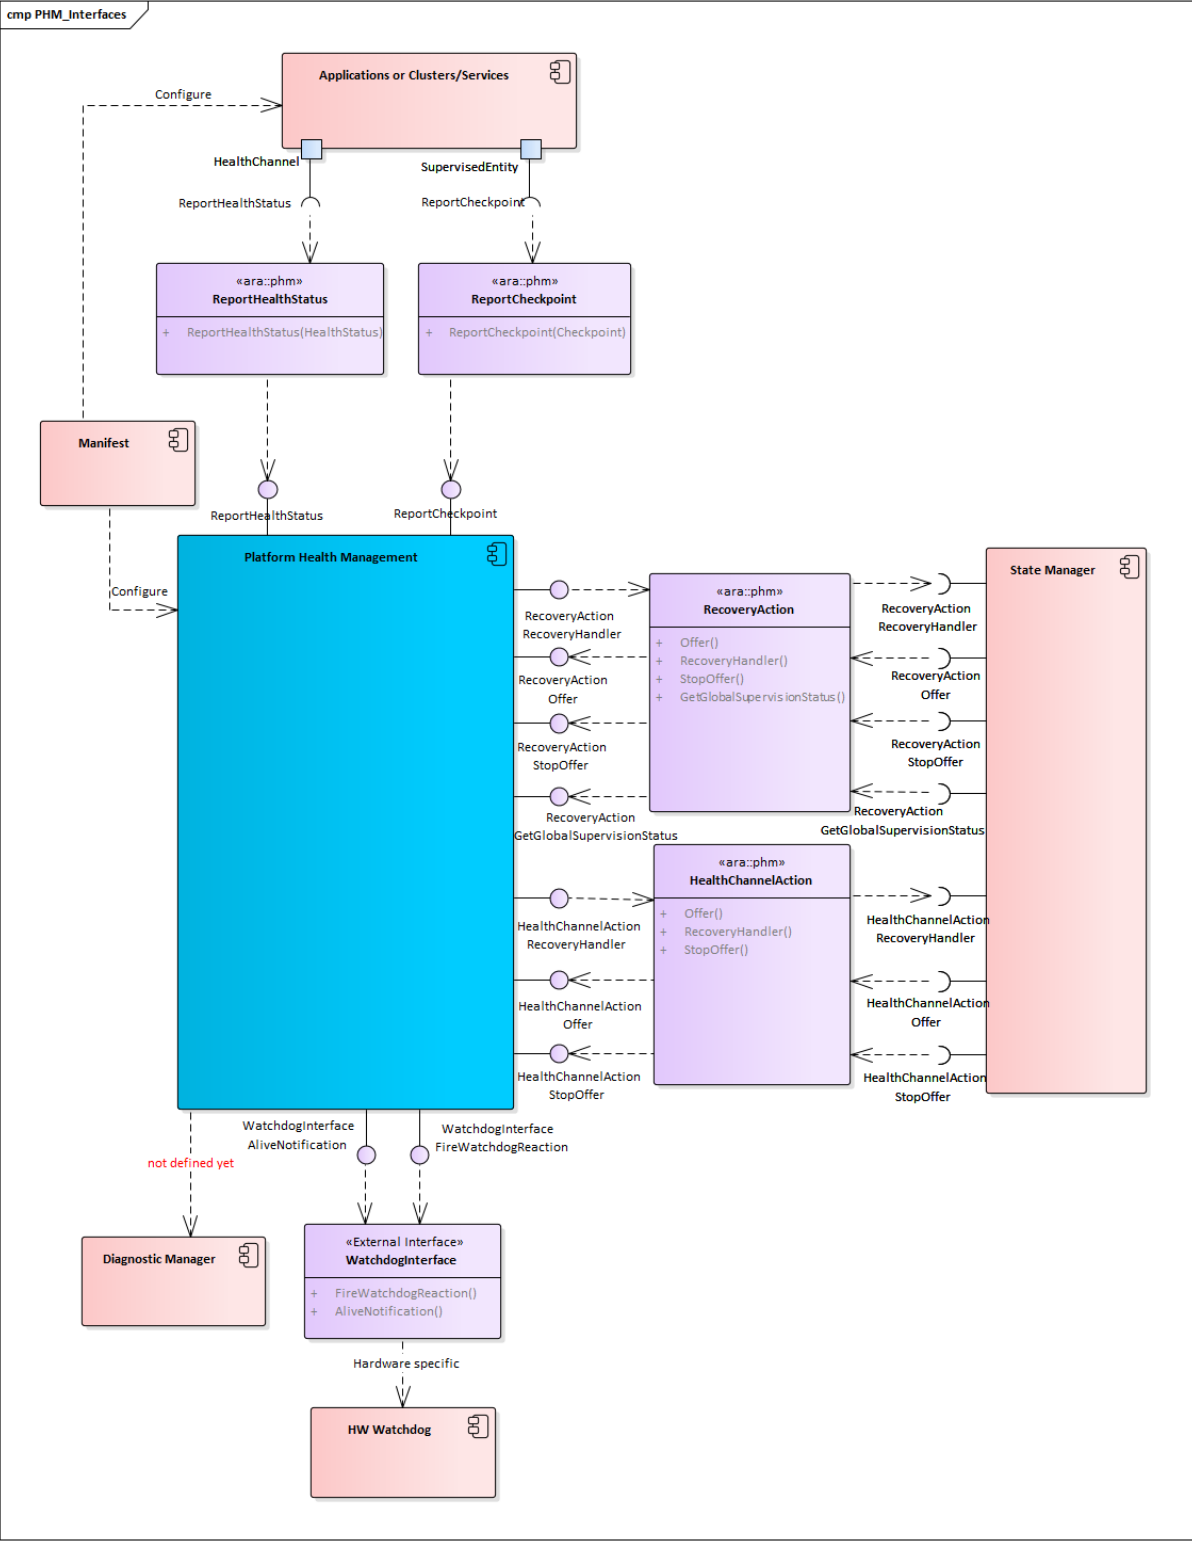 cmp PHM_Interfaces
Applications or Clusters/Services
Configure
HealthChannel
SupervisedEntity
ReportHealthStatus
ReportCheckpoint
«ara::phm»
ReportHealthStatus
+ ReportHealthStatus(HealthStatus)
«ara::phm»
ReportCheckpoint
+ ReportCheckpoint(Checkpoint)
Manifest
ReportHealthStatus
ReportCheckpoint
Configure
Platform Health Management
State Manager
RecoveryAction
RecoveryHandler
RecoveryAction
Offer
RecoveryAction
StopOffer
RecoveryAction
GetGlobalSupervisionStatus
«ara::phm»
RecoveryAction
+ Offer()
+ RecoveryHandler()
+ StopOffer()
+ GetGlobalSupervisionStatus()
RecoveryAction
RecoveryHandler
RecoveryAction
Offer
RecoveryAction
StopOffer
RecoveryAction
GetGlobalSupervisionStatus
HealthChannelAction
RecoveryHandler
HealthChannelAction
Offer
HealthChannelAction
StopOffer
«ara::phm»
HealthChannelAction
+ Offer()
+ RecoveryHandler()
+ StopOffer()
HealthChannelAction
RecoveryHandler
HealthChannelAction
Offer
HealthChannelAction
StopOffer
WatchdogInterface
AliveNotification
WatchdogInterface
FireWatchdogReaction
not defined yet
Diagnostic Manager
«External Interface»
WatchdogInterface
+ FireWatchdogReaction()
+ AliveNotification()
Hardware specific
HW Watchdog